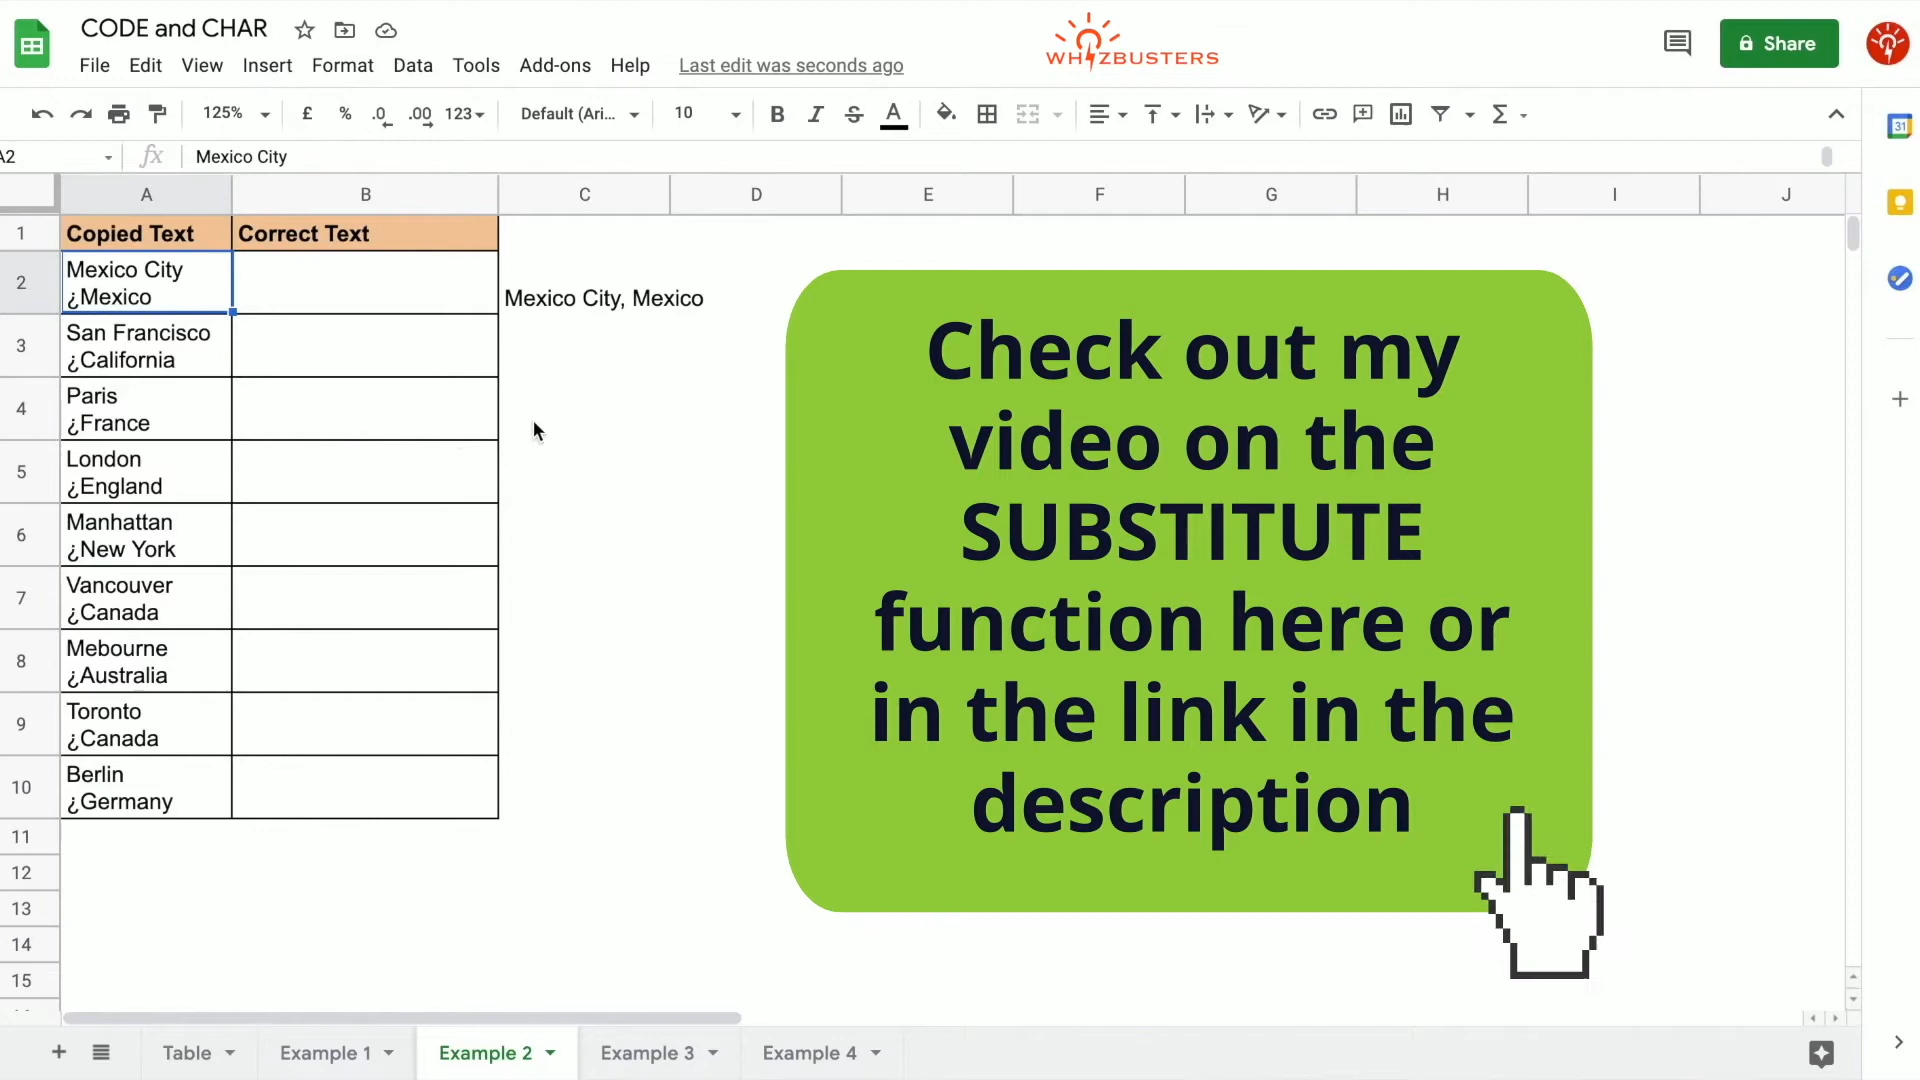 CODE and CHAR
WHIZBUSTERS
Share
File Edit View Insert Format Data Tools Add-ons Help Last edit was seconds ago
125% £ % .0 .00 123 Default (Ari... 10 B I S A Σ
31
A2 fx Mexico City
A B C D E F G H I J
1 Copied Text Correct Text
2 Mexico City
¿Mexico
Mexico City, Mexico
3 San Francisco
¿California
4 Paris
¿France
5 London
¿England
6 Manhattan
¿New York
7 Vancouver
¿Canada
8 Mebourne
¿Australia
9 Toronto
¿Canada
10 Berlin
¿Germany
11
12
13
14
15
Check out my
video on the
SUBSTITUTE
function here or
in the link in the
description
Table Example 1 Example 2 Example 3 Example 4